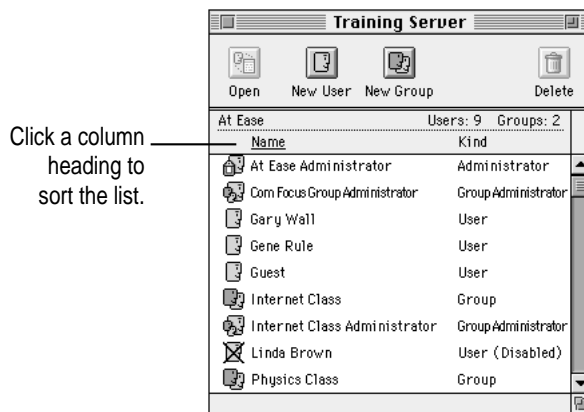 Training Server
Open New User New Group Delete
At Ease Users: 9 Groups: 2
Name Kind
At Ease Administrator Administrator
Com Focus Group Administrator Group Administrator
Gary Wall User
Gene Rule User
Guest User
Internet Class Group
Internet Class Administrator Group Administrator
Linda Brown User (Disabled)
Physics Class Group
Click a column
heading to
sort the list.